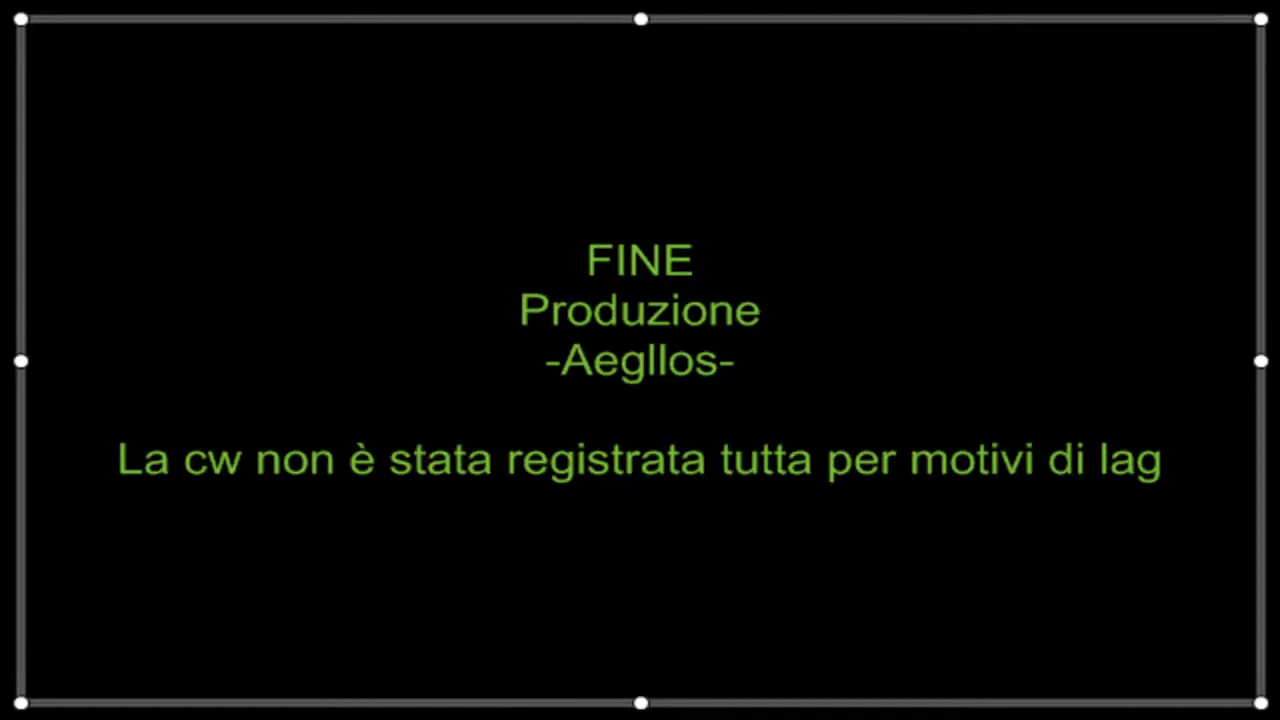 FINE
Produzione
-Aegllos-
La cw non è stata registrata tutta per motivi di lag